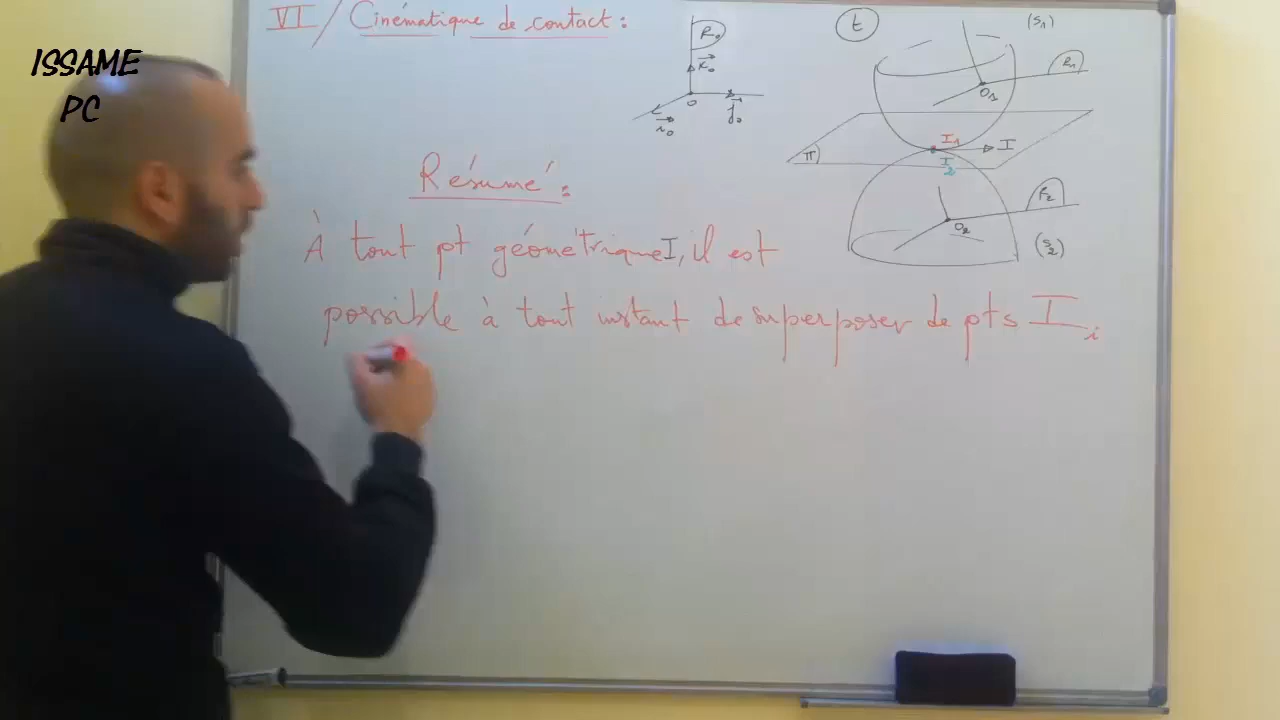 ISSAME
PC
VI/ Cinématique de contact :
R₀
k₀
o
i₀
j₀
t
(S₁)
R₁
O₁
I₁
I
I₂
π
R₂
O₂
(S₂)
Résumé :
À tout pt géométrique I, il est
possible à tout instant de superposer de pts I i